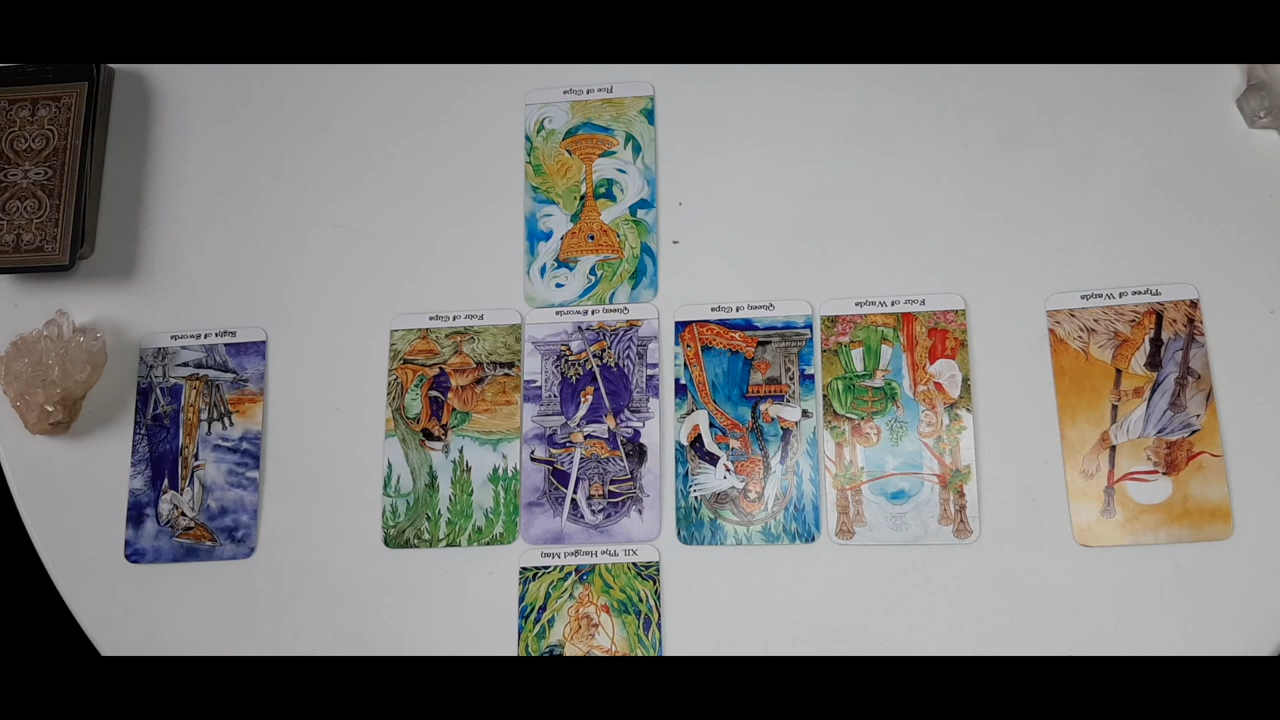 Ace of Cups
Eight of Swords
Four of Cups
Queen of Swords
Queen of Cups
Four of Wands
Three of Wands
XII. The Hanged Man